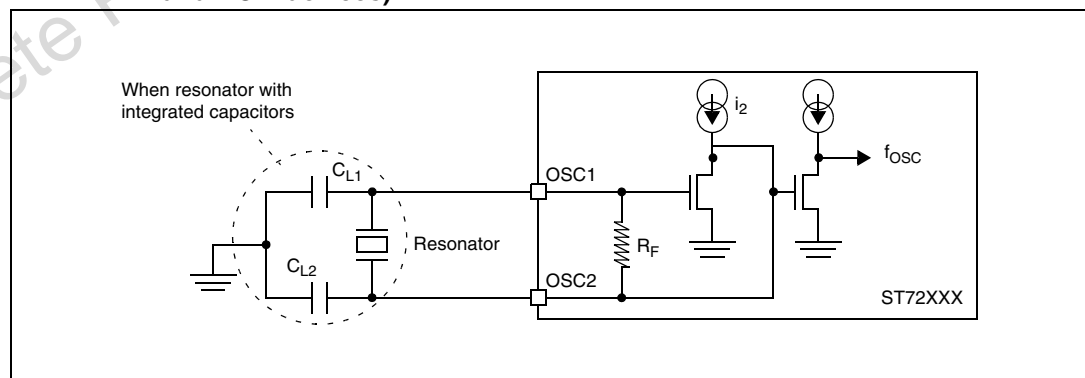 When resonator with
integrated capacitors
i2
fOSC
CL1
OSC1
Resonator
RF
CL2
OSC2
ST72XXX